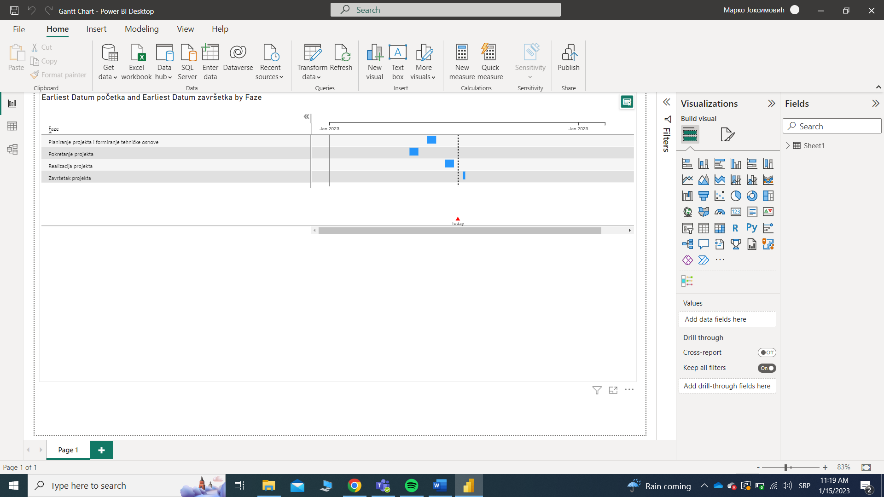 Gantt Chart - Power BI Desktop
Search
Марко Јоксимовић
File
Home
Insert
Modeling
View
Help
Paste
Cut
Copy
Format painter
Clipboard
Get data
Excel workbook
Data hub
SQL Server
Enter data
Dataverse
Recent sources
Data
Transform data
Refresh
Queries
New visual
Text box
More visuals
Insert
New measure
Quick measure
Calculations
Sensitivity
Sensitivity
Publish
Share
Earliest Datum početka and Earliest Datum završetka by Faze
Faze
Jan 2023
Jan 2023
Planiranje projekta i formiranje tehničke osnove
Pokretanje projekta
Realizacija projekta
Završetak projekta
Today
Filters
Visualizations
Build visual
R
Py
Values
Add data fields here
Drill through
Cross-report
Off
Keep all filters
On
Add drill-through fields here
Fields
Search
Sheet1
Page 1
Page 1 of 1
83%
Type here to search
Rain coming
SRP
11:19 AM
1/15/2023
2